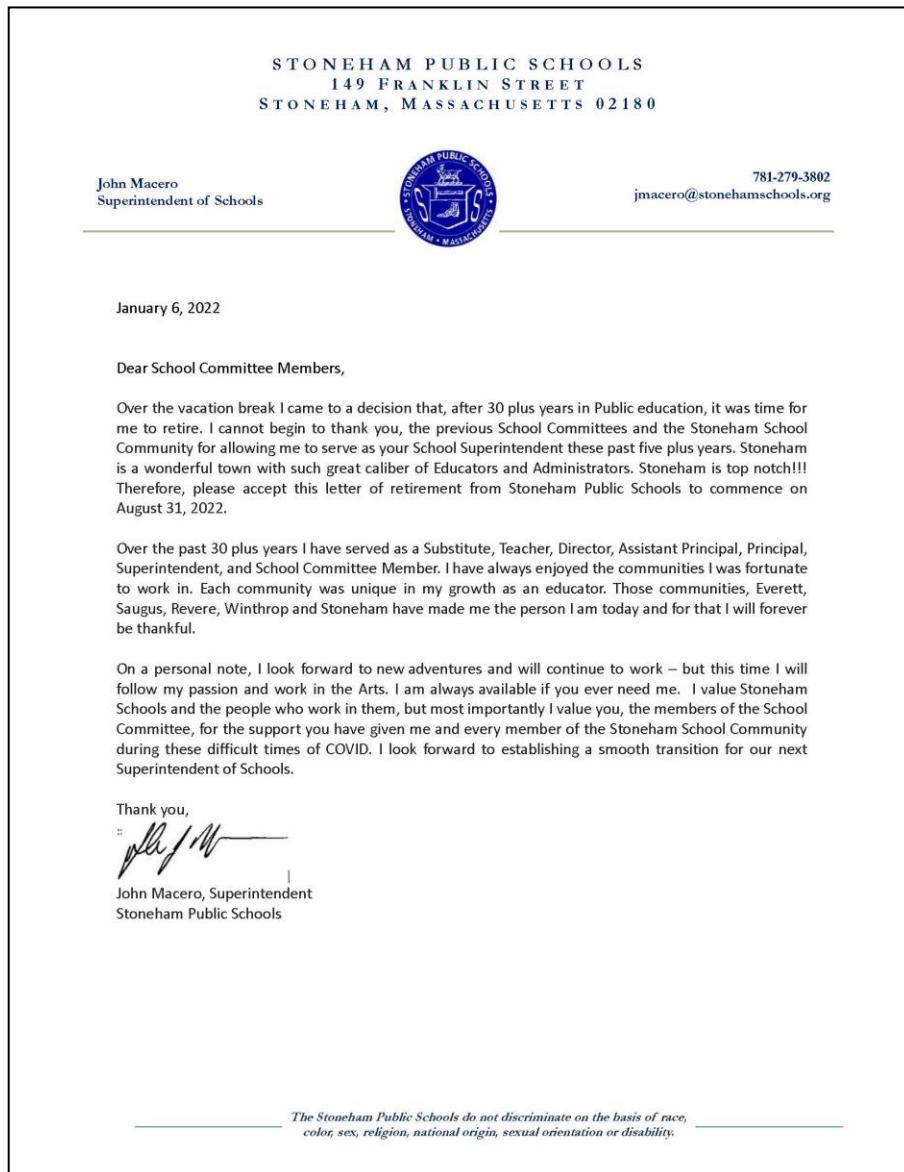 STONEHAM PUBLIC SCHOOLS
149 FRANKLIN STREET
STONEHAM, MASSACHUSETTS 02180
John Macero
Superintendent of Schools
STONEHAM PUBLIC SCHOOLS
S S
STONEHAM • MASSACHUSETTS
781-279-3802
jmacero@stonehamschools.org
January 6, 2022
Dear School Committee Members,
Over the vacation break I came to a decision that, after 30 plus years in Public education, it was time for
me to retire. I cannot begin to thank you, the previous School Committees and the Stoneham School
Community for allowing me to serve as your School Superintendent these past five plus years. Stoneham
is a wonderful town with such great caliber of Educators and Administrators. Stoneham is top notch!!!
Therefore, please accept this letter of retirement from Stoneham Public Schools to commence on
August 31, 2022.
Over the past 30 plus years I have served as a Substitute, Teacher, Director, Assistant Principal, Principal,
Superintendent, and School Committee Member. I have always enjoyed the communities I was fortunate
to work in. Each community was unique in my growth as an educator. Those communities, Everett,
Saugus, Revere, Winthrop and Stoneham have made me the person I am today and for that I will forever
be thankful.
On a personal note, I look forward to new adventures and will continue to work – but this time I will
follow my passion and work in the Arts. I am always available if you ever need me. I value Stoneham
Schools and the people who work in them, but most importantly I value you, the members of the School
Committee, for the support you have given me and every member of the Stoneham School Community
during these difficult times of COVID. I look forward to establishing a smooth transition for our next
Superintendent of Schools.
Thank you,
John Macero, Superintendent
Stoneham Public Schools
The Stoneham Public Schools do not discriminate on the basis of race,
color, sex, religion, national origin, sexual orientation or disability.